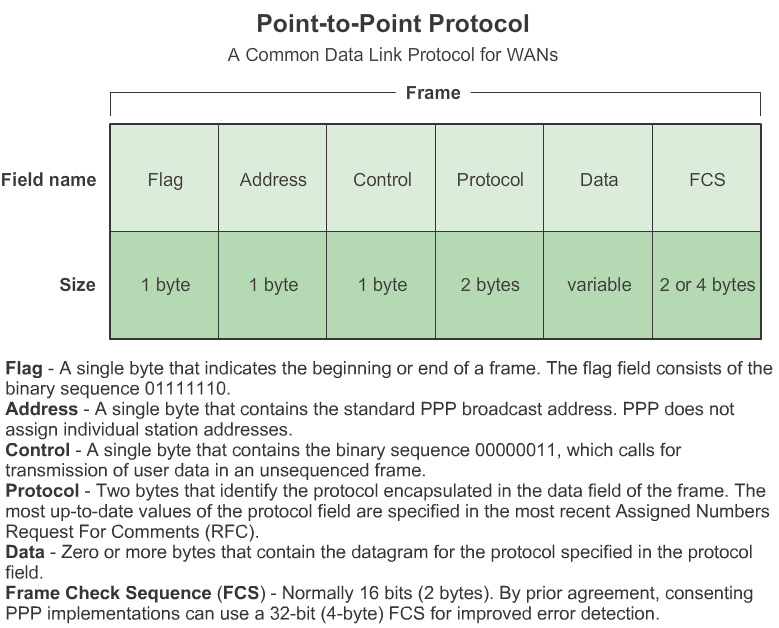 Point-to-Point Protocol
A Common Data Link Protocol for WANs
Frame
Field name Flag Address Control Protocol Data FCS
Size 1 byte 1 byte 1 byte 2 bytes variable 2 or 4 bytes
Flag - A single byte that indicates the beginning or end of a frame. The flag field consists of the
binary sequence 01111110.
Address - A single byte that contains the standard PPP broadcast address. PPP does not
assign individual station addresses.
Control - A single byte that contains the binary sequence 00000011, which calls for
transmission of user data in an unsequenced frame.
Protocol - Two bytes that identify the protocol encapsulated in the data field of the frame. The
most up-to-date values of the protocol field are specified in the most recent Assigned Numbers
Request For Comments (RFC).
Data - Zero or more bytes that contain the datagram for the protocol specified in the protocol
field.
Frame Check Sequence (FCS) - Normally 16 bits (2 bytes). By prior agreement, consenting
PPP implementations can use a 32-bit (4-byte) FCS for improved error detection.